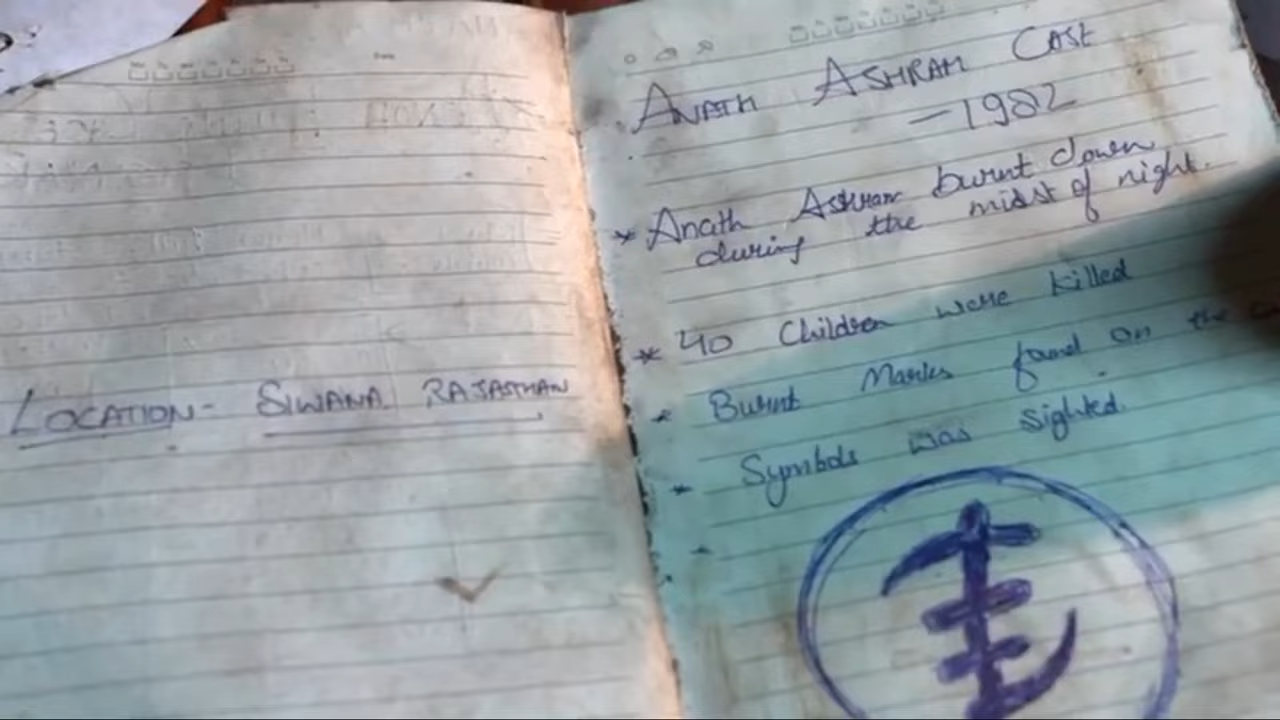 LOCATION- SIWANA RAJASTHAN
ANATH ASHRAM CASE
-1982
* Anath Ashram burnt down
during the midst of night.
* 40 Children were killed
* Burnt Marks found on the
* Symbols was sighted.